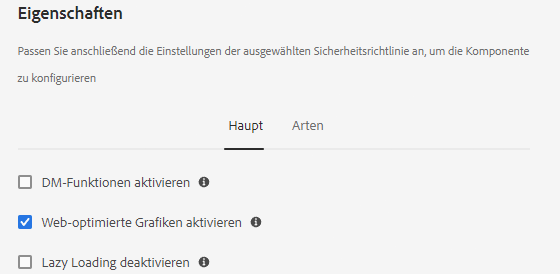 Eigenschaften
Passen Sie anschließend die Einstellungen der ausgewählten Sicherheitsrichtlinie an, um die Komponente
zu konfigurieren
Haupt Arten
DM-Funktionen aktivieren
Web-optimierte Grafiken aktivieren
Lazy Loading deaktivieren